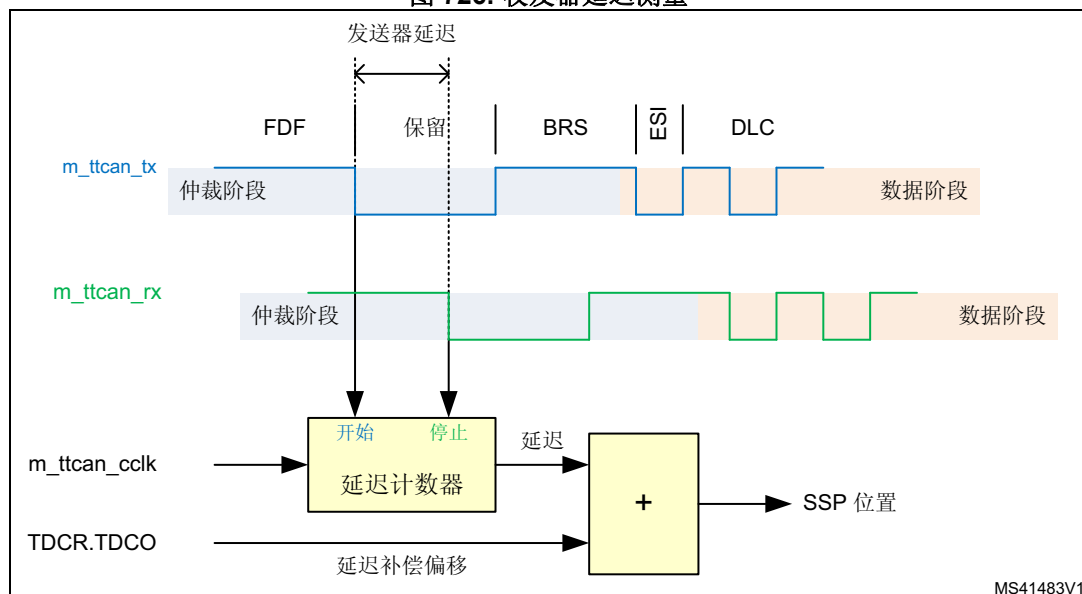 发送器延迟
FDF 保留 BRS ESI DLC
m_ttcan_tx
仲裁阶段 数据阶段
m_ttcan_rx
仲裁阶段 数据阶段
开始 停止
延迟
m_ttcan_cclk
延迟计数器
+
SSP 位置
TDCR.TDCO
延迟补偿偏移
MS41483V1